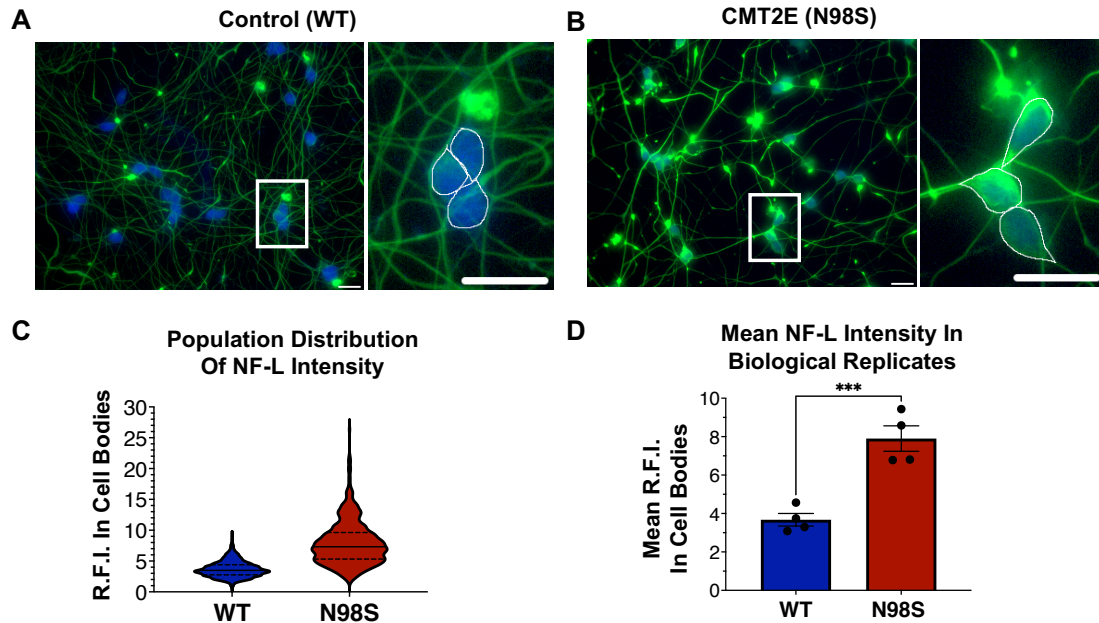 A
Control (WT)
B
CMT2E (N98S)
C
Population Distribution
Of NF-L Intensity
R.F.I. In Cell Bodies
30
25
20
15
10
5
0
WT
N98S
D
Mean NF-L Intensity In
Biological Replicates
***
Mean R.F.I.
In Cell Bodies
10
8
6
4
2
0
WT
N98S